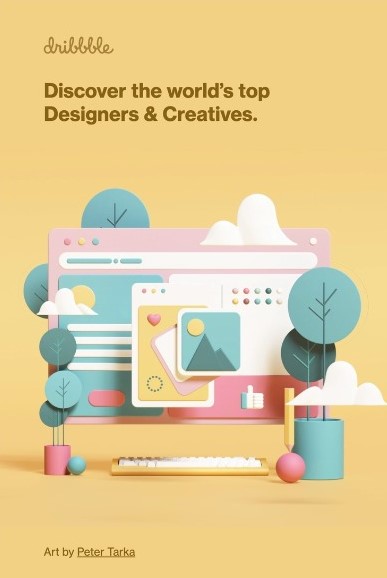 dribbble
Discover the world's top
Designers & Creatives.
Art by Peter Tarka